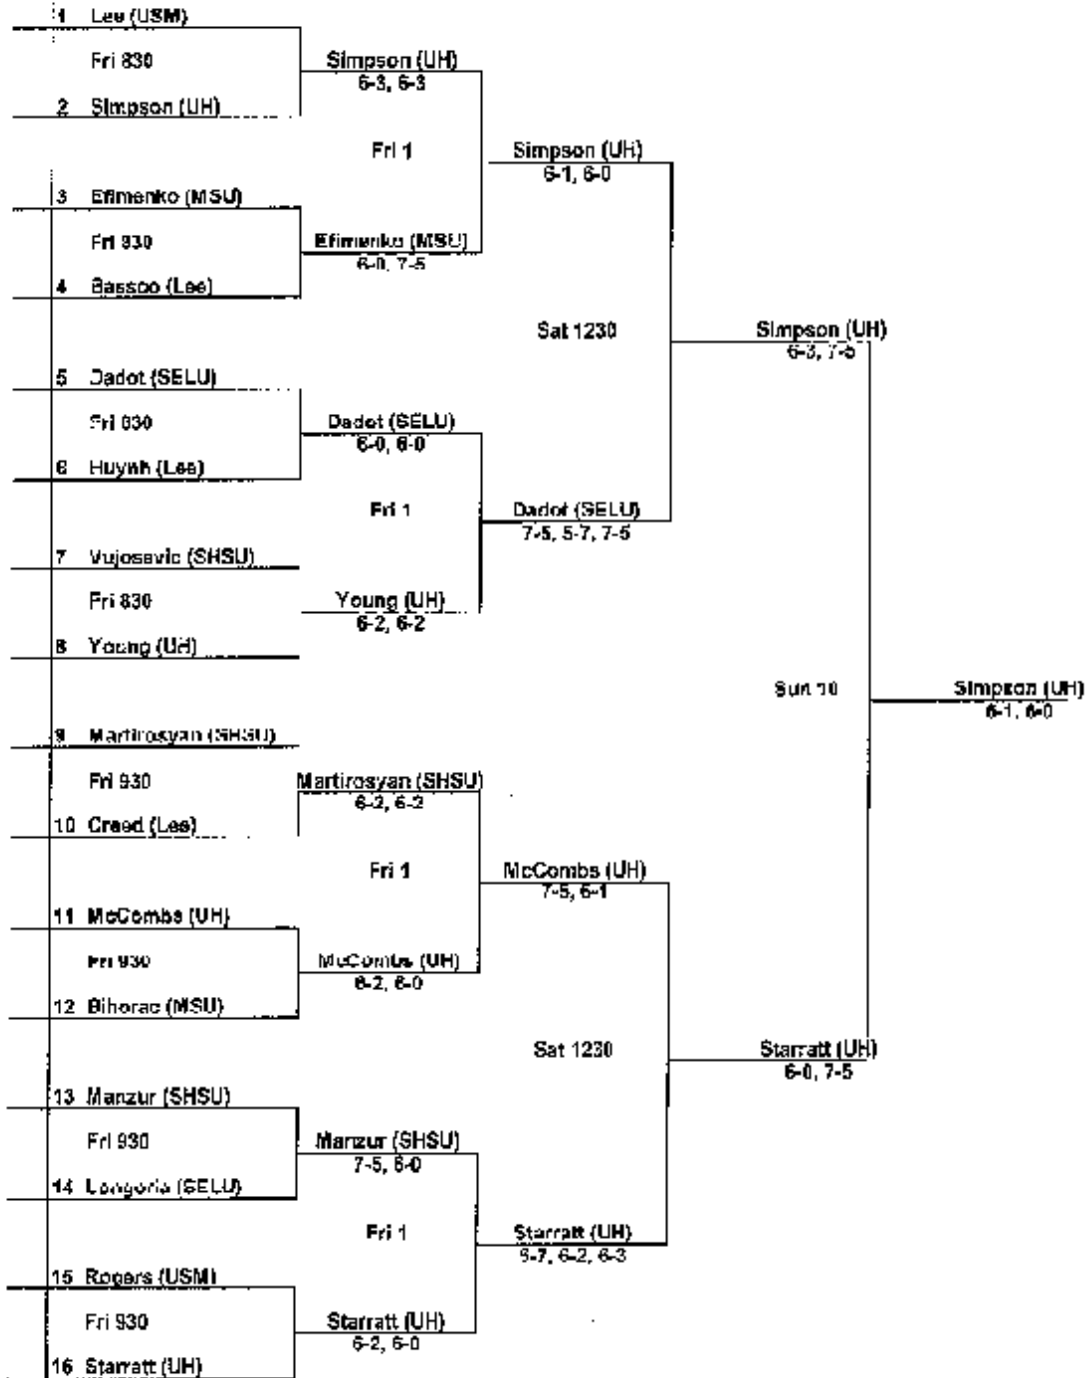 1 Lee (USM)
Fri 830
Simpson (UH)
6-3, 6-3
2 Simpson (UH)
Fri 1
Simpson (UH)
6-1, 6-0
3 Efimenko (MSU)
Fri 830
Efimenko (MSU)
6-0, 7-5
4 Bassoo (Lee)
Sat 1230
Simpson (UH)
6-3, 7-5
5 Dadot (SELU)
Fri 830
Dadot (SELU)
6-0, 6-0
6 Huynh (Lee)
Fri 1
Dadot (SELU)
7-5, 5-7, 7-5
7 Vujosevic (SHSU)
Fri 830
Young (UH)
6-2, 6-2
8 Young (UH)
Sun 10
Simpson (UH)
6-1, 6-0
9 Martirosyan (SHSU)
Fri 930
Martirosyan (SHSU)
6-2, 6-2
10 Creed (Lee)
Fri 1
McCombs (UH)
7-5, 6-1
11 McCombs (UH)
Fri 930
McCombs (UH)
6-2, 6-0
12 Bihorac (MSU)
Sat 1230
Starratt (UH)
6-0, 7-5
13 Manzur (SHSU)
Fri 930
Manzur (SHSU)
7-5, 6-0
14 Longoria (SELU)
Fri 1
Starratt (UH)
6-2, 6-3
15 Rogers (USM)
Fri 930
Starratt (UH)
6-2, 6-0
16 Starratt (UH)